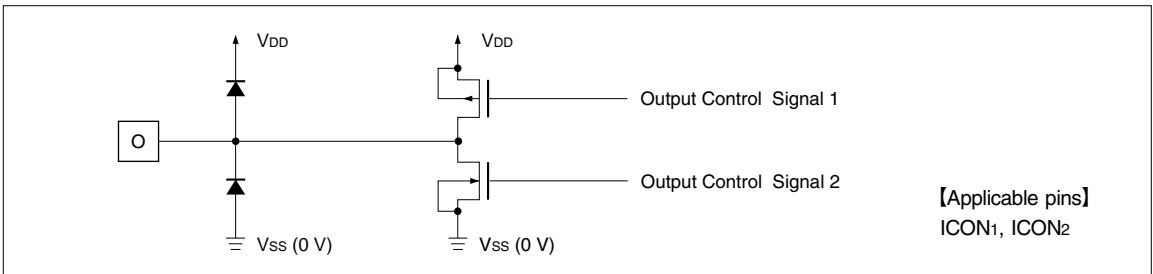 VDD
VDD
Output Control Signal 1
O
Output Control Signal 2
【Applicable pins】
ICON1, ICON2
VSS (0 V)
VSS (0 V)